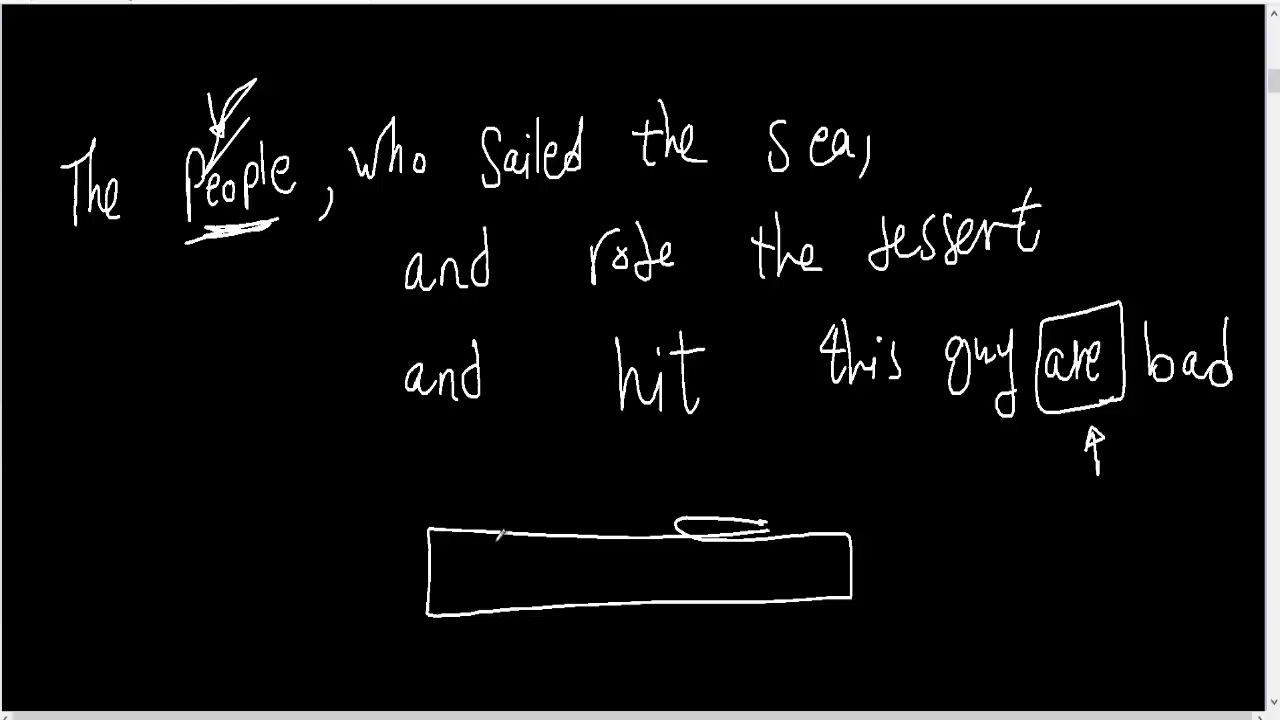 The people, who sailed the sea,
and rode the dessert
and hit this guy are bad